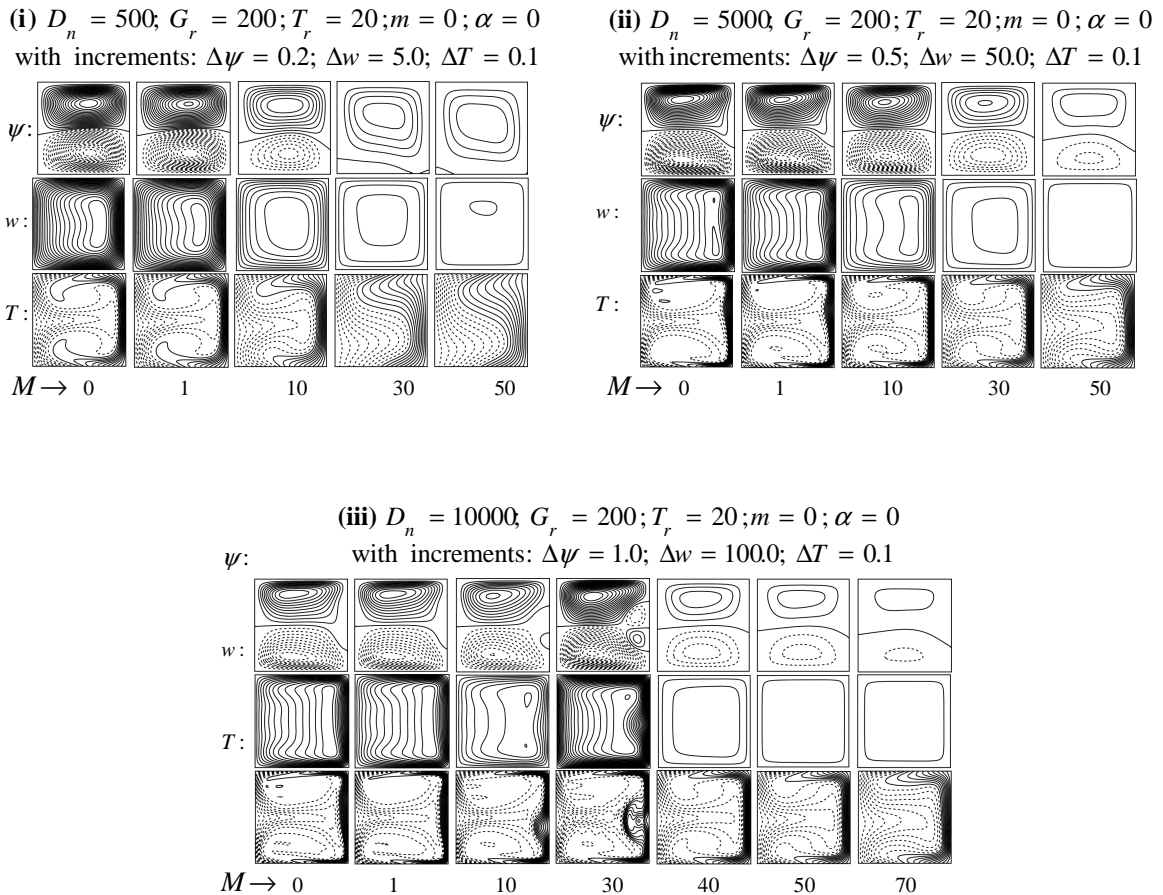 (i) D_n = 500; G_r = 200; T_r = 20; m = 0; α = 0
with increments: Δψ = 0.2; Δw = 5.0; ΔT = 0.1
ψ:
w:
T:
M → 0 1 10 30 50
(ii) D_n = 5000; G_r = 200; T_r = 20; m = 0; α = 0
with increments: Δψ = 0.5; Δw = 50.0; ΔT = 0.1
ψ:
w:
T:
M → 0 1 10 30 50
(iii) D_n = 10000; G_r = 200; T_r = 20; m = 0; α = 0
with increments: Δψ = 1.0; Δw = 100.0; ΔT = 0.1
ψ:
w:
T:
M → 0 1 10 30 40 50 70